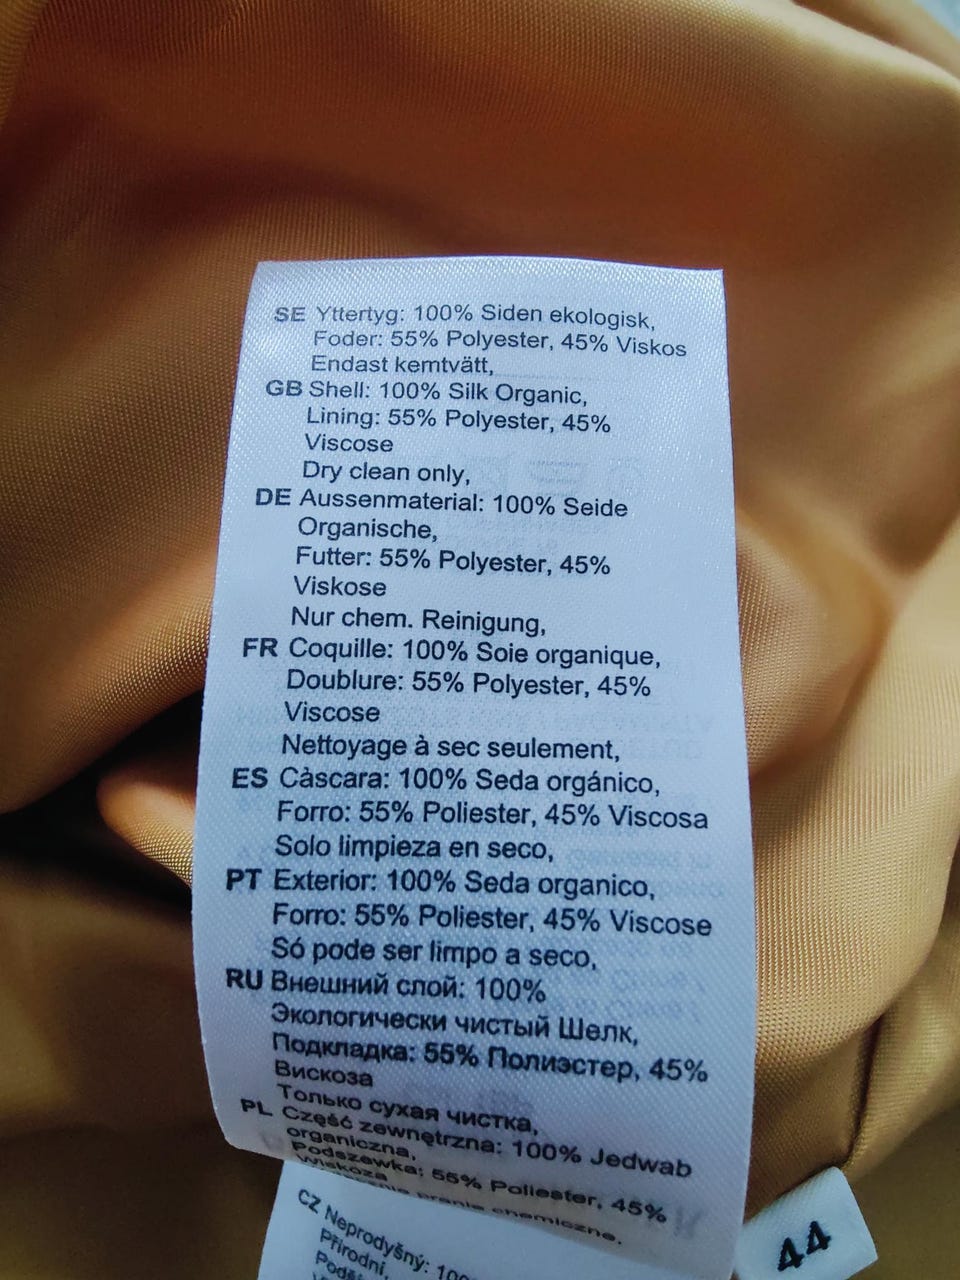 SE Yttertyg: 100% Siden ekologisk,
Foder: 55% Polyester, 45% Viskos
Endast kemtvätt,
GB Shell: 100% Silk Organic,
Lining: 55% Polyester, 45%
Viscose
Dry clean only,
DE Aussenmaterial: 100% Seide
Organische,
Futter: 55% Polyester, 45%
Viskose
Nur chem. Reinigung,
FR Coquille: 100% Soie organique,
Doublure: 55% Polyester, 45%
Viscose
Nettoyage à sec seulement,
ES Càscara: 100% Seda orgánico,
Forro: 55% Poliester, 45% Viscosa
Solo limpieza en seco,
PT Exterior: 100% Seda organico,
Forro: 55% Poliester, 45% Viscose
Só pode ser limpo a seco,
RU Внешний слой: 100%
Экологически чистый Шелк,
Подкладка: 55% Полиэстер, 45%
Вискоза
Только сухая чистка,
PL Część zewnętrzna: 100% Jedwab
organiczna,
Podszewka: 55% Poliester, 45%
Wiskoza
pranie chemiczne,
CZ Neprodyšný: 100
Přírodní,
44